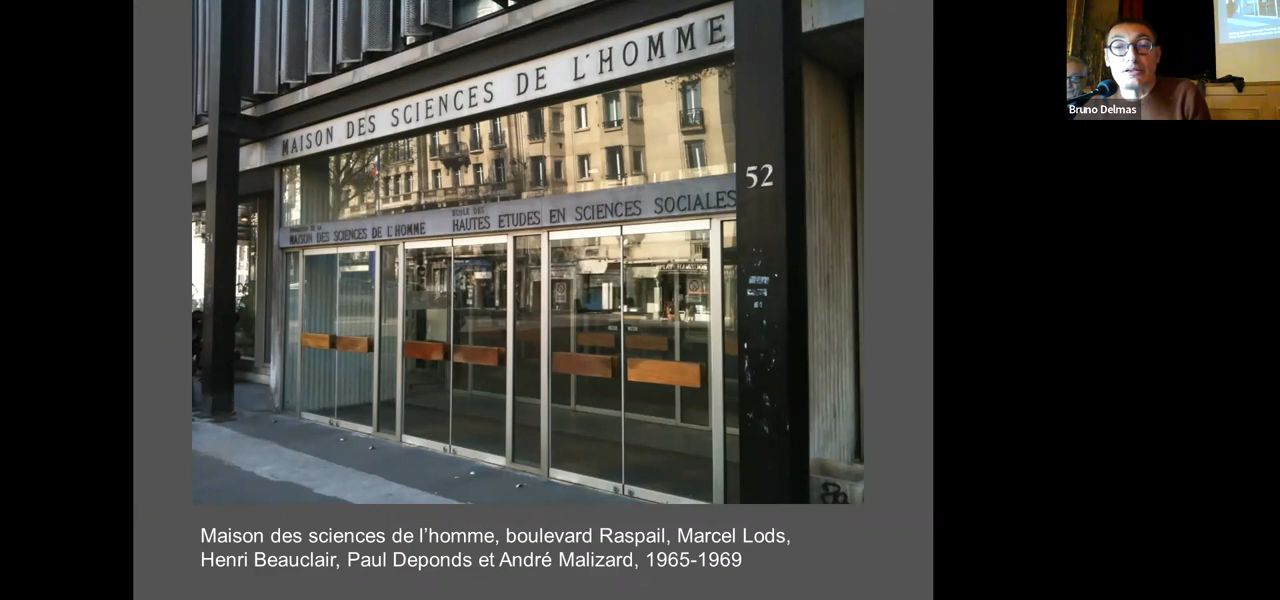 MAISON DES SCIENCES DE L'HOMME
MAISON DES SCIENCES DE L'HOMME
ECOLE DES
HAUTES ETUDES EN SCIENCES SOCIALES
52
Maison des sciences de l’homme, boulevard Raspail, Marcel Lods,
Henri Beauclair, Paul Deponds et André Malizard, 1965-1969
Bruno Delmas